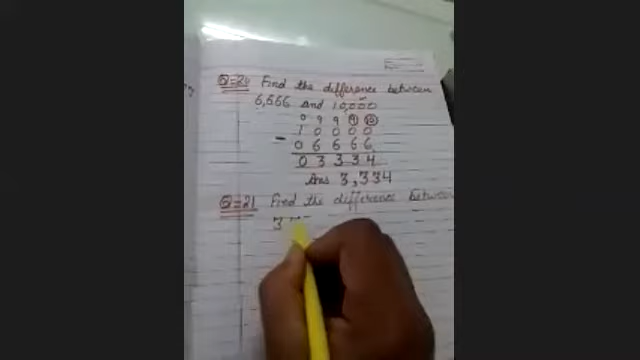 Q=20 Find the difference between
6,666 and 10,000
0 9 9 9 10
1 0 0 0 0
- 0 6 6 6 6
0 3 3 3 4
Ans 3,334
Q=21 Find the difference between
3